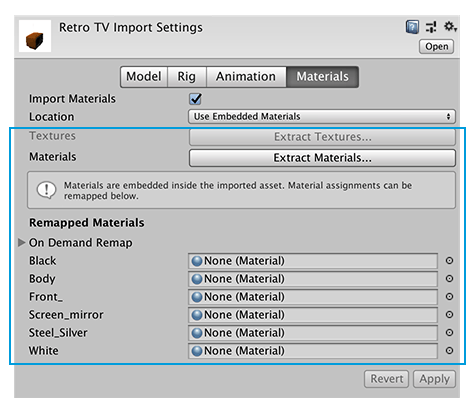 Retro TV Import Settings
Open
Model Rig Animation Materials
Import Materials
Location Use Embedded Materials
Textures Extract Textures...
Materials Extract Materials...
Materials are embedded inside the imported asset. Material assignments can be
remapped below.
Remapped Materials
On Demand Remap
Black None (Material)
Body None (Material)
Front_ None (Material)
Screen_mirror None (Material)
Steel_Silver None (Material)
White None (Material)
Revert Apply